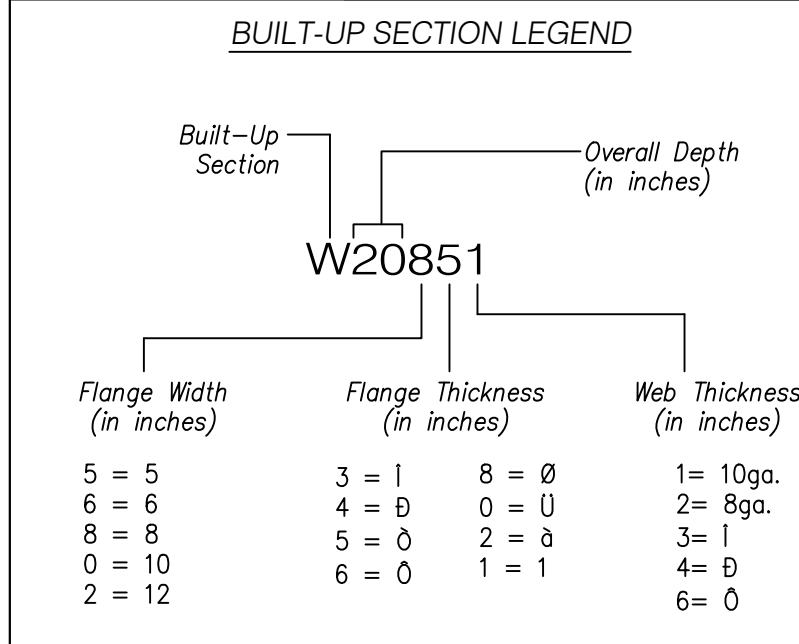 BUILT-UP SECTION LEGEND
Built-Up
Section
Overall Depth
(in inches)
W20851
Flange Width
(in inches)
5 = 5
6 = 6
8 = 8
0 = 10
2 = 12
Flange Thickness
(in inches)
3 = Î
4 = Ð
5 = Ò
6 = Ô
8 = Ø
0 = Ü
2 = à
1 = 1
Web Thickness
(in inches)
1= 10ga.
2= 8ga.
3= Î
4= Ð
6= Ô